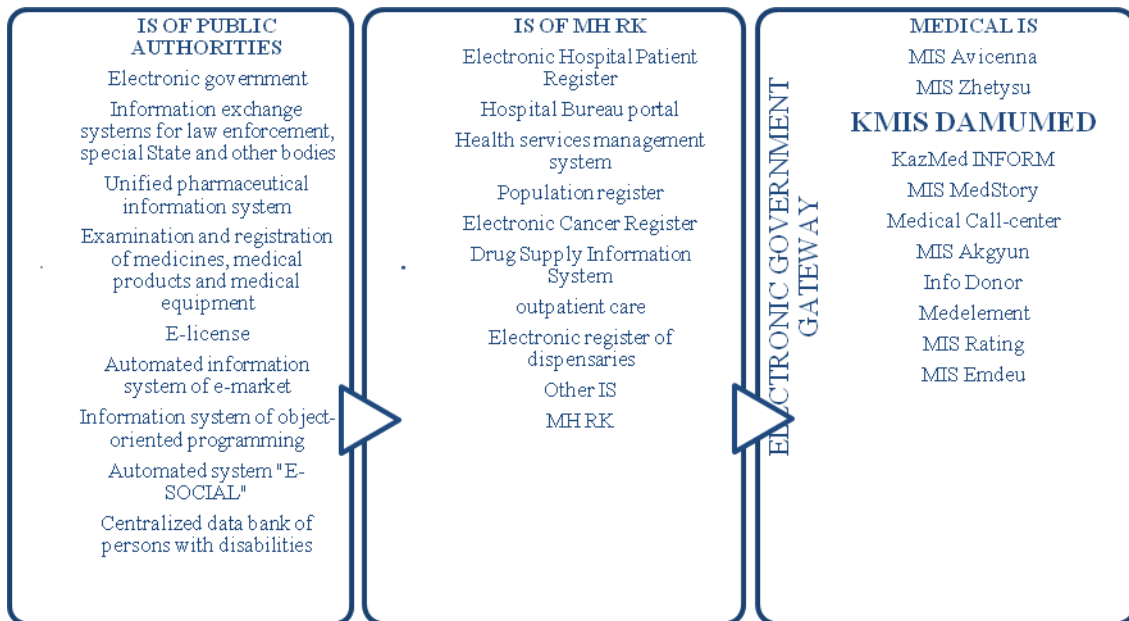 IS OF PUBLIC
AUTHORITIES
Electronic government
Information exchange
systems for law enforcement,
special State and other bodies
Unified pharmaceutical
information system
Examination and registration
of medicines, medical
products and medical
equipment
E-license
Automated information
system of e-market
Information system of object-
oriented programming
Automated system "E-
SOCIAL"
Centralized data bank of
persons with disabilities
IS OF MH RK
Electronic Hospital Patient
Register
Hospital Bureau portal
Health services management
system
Population register
Electronic Cancer Register
Drug Supply Information
System
outpatient care
Electronic register of
dispensaries
Other IS
MH RK
ELECTRONIC GOVERNMENT
GATEWAY
MEDICAL IS
MIS Avicenna
MIS Zhetysu
KMIS DAMUMED
KazMed INFORM
MIS MedStory
Medical Call-center
MIS Akgyun
Info Donor
Medelement
MIS Rating
MIS Emdeu